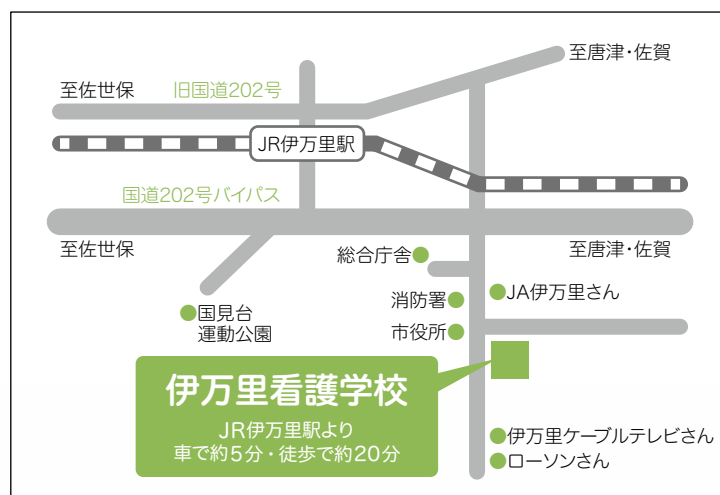 至唐津・佐賀
至佐世保
旧国道202号
JR伊万里駅
国道202号バイパス
至佐世保
至唐津・佐賀
総合庁舎
JA伊万里さん
消防署
国見台
運動公園
市役所
伊万里看護学校
JR伊万里駅より
車で約5分・徒歩で約20分
伊万里ケーブルテレビさん
ローソンさん